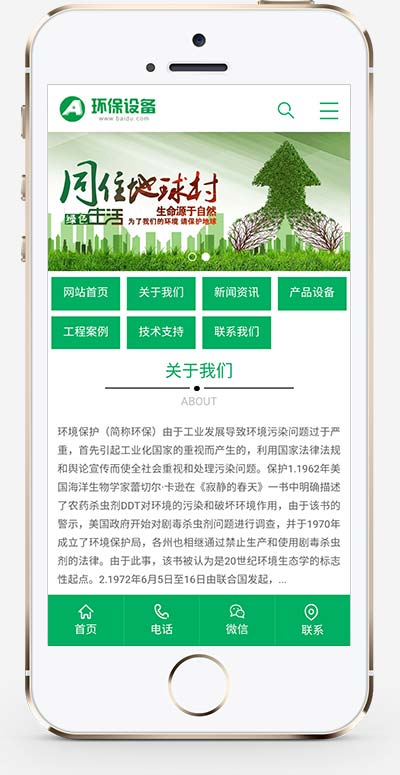 环保设备
www.baidu.com
同住地球村
绿色生活
生命源于自然
为了我们的环境 请保护地球
网站首页 关于我们 新闻资讯 产品设备
工程案例 技术支持 联系我们
关于我们
ABOUT
环境保护（简称环保）由于工业发展导致环境污染问题过于严
重，首先引起工业化国家的重视而产生的，利用国家法律法规
和舆论宣传而使全社会重视和处理污染问题。保护1.1962年美
国海洋生物学家蕾切尔·卡逊在《寂静的春天》一书中明确描述
了农药杀虫剂DDT对环境的污染和破坏环境作用，由于该书的
警示，美国政府开始对剧毒杀虫剂问题进行调查，并于1970年
成立了环境保护局，各州也相继通过禁止生产和使用剧毒杀虫
剂的法律。由于此事，该书被认为是20世纪环境生态学的标志
性起点。2.1972年6月5日至16日由联合国发起，...
首页 电话 微信 联系